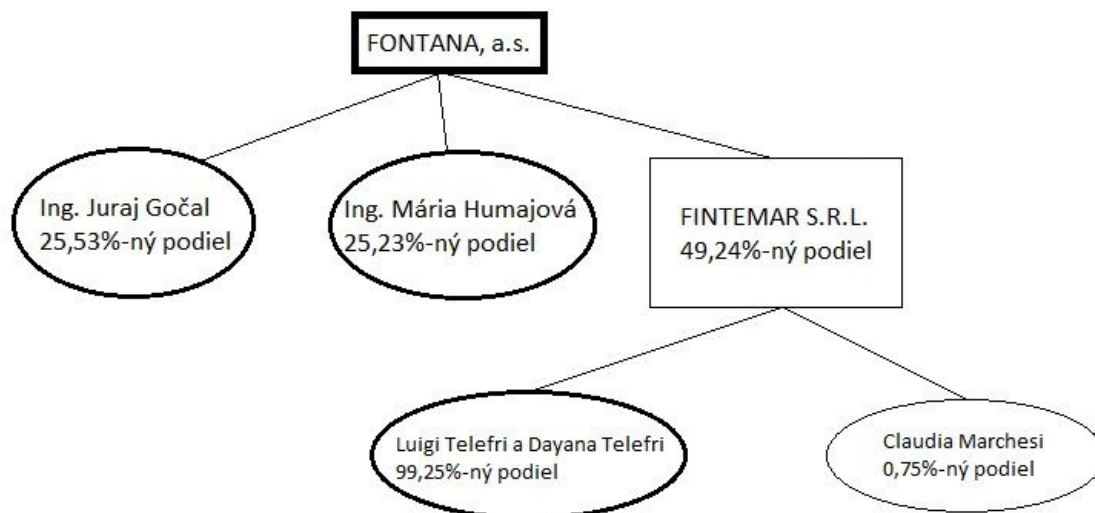 FONTANA, a.s.
Ing. Juraj Gočal
25,53%-ný podiel
Ing. Mária Humajová
25,23%-ný podiel
FINTEMAR S.R.L.
49,24%-ný podiel
Luigi Telefri a Dayana Telefri
99,25%-ný podiel
Claudia Marchesi
0,75%-ný podiel